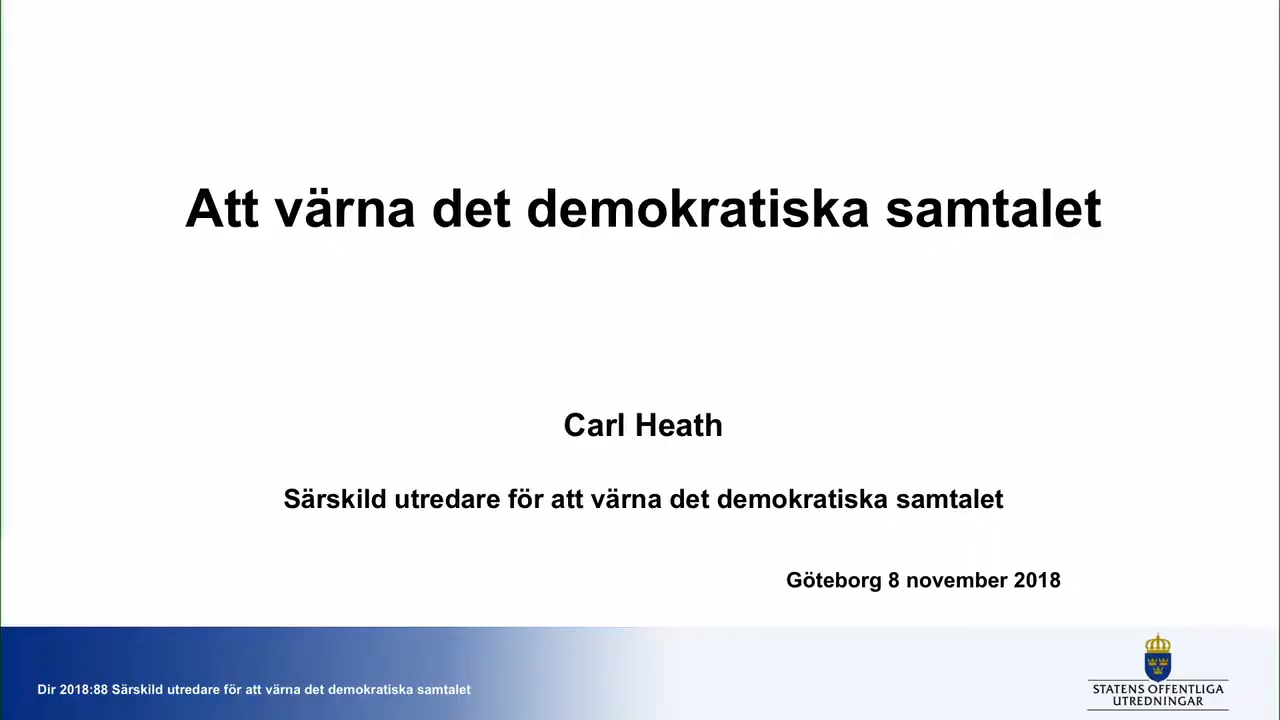 Att värna det demokratiska samtalet
Carl Heath
Särskild utredare för att värna det demokratiska samtalet
Göteborg 8 november 2018
Dir 2018:88 Särskild utredare för att värna det demokratiska samtalet
STATENS OFFENTLIGA
UTREDNINGAR